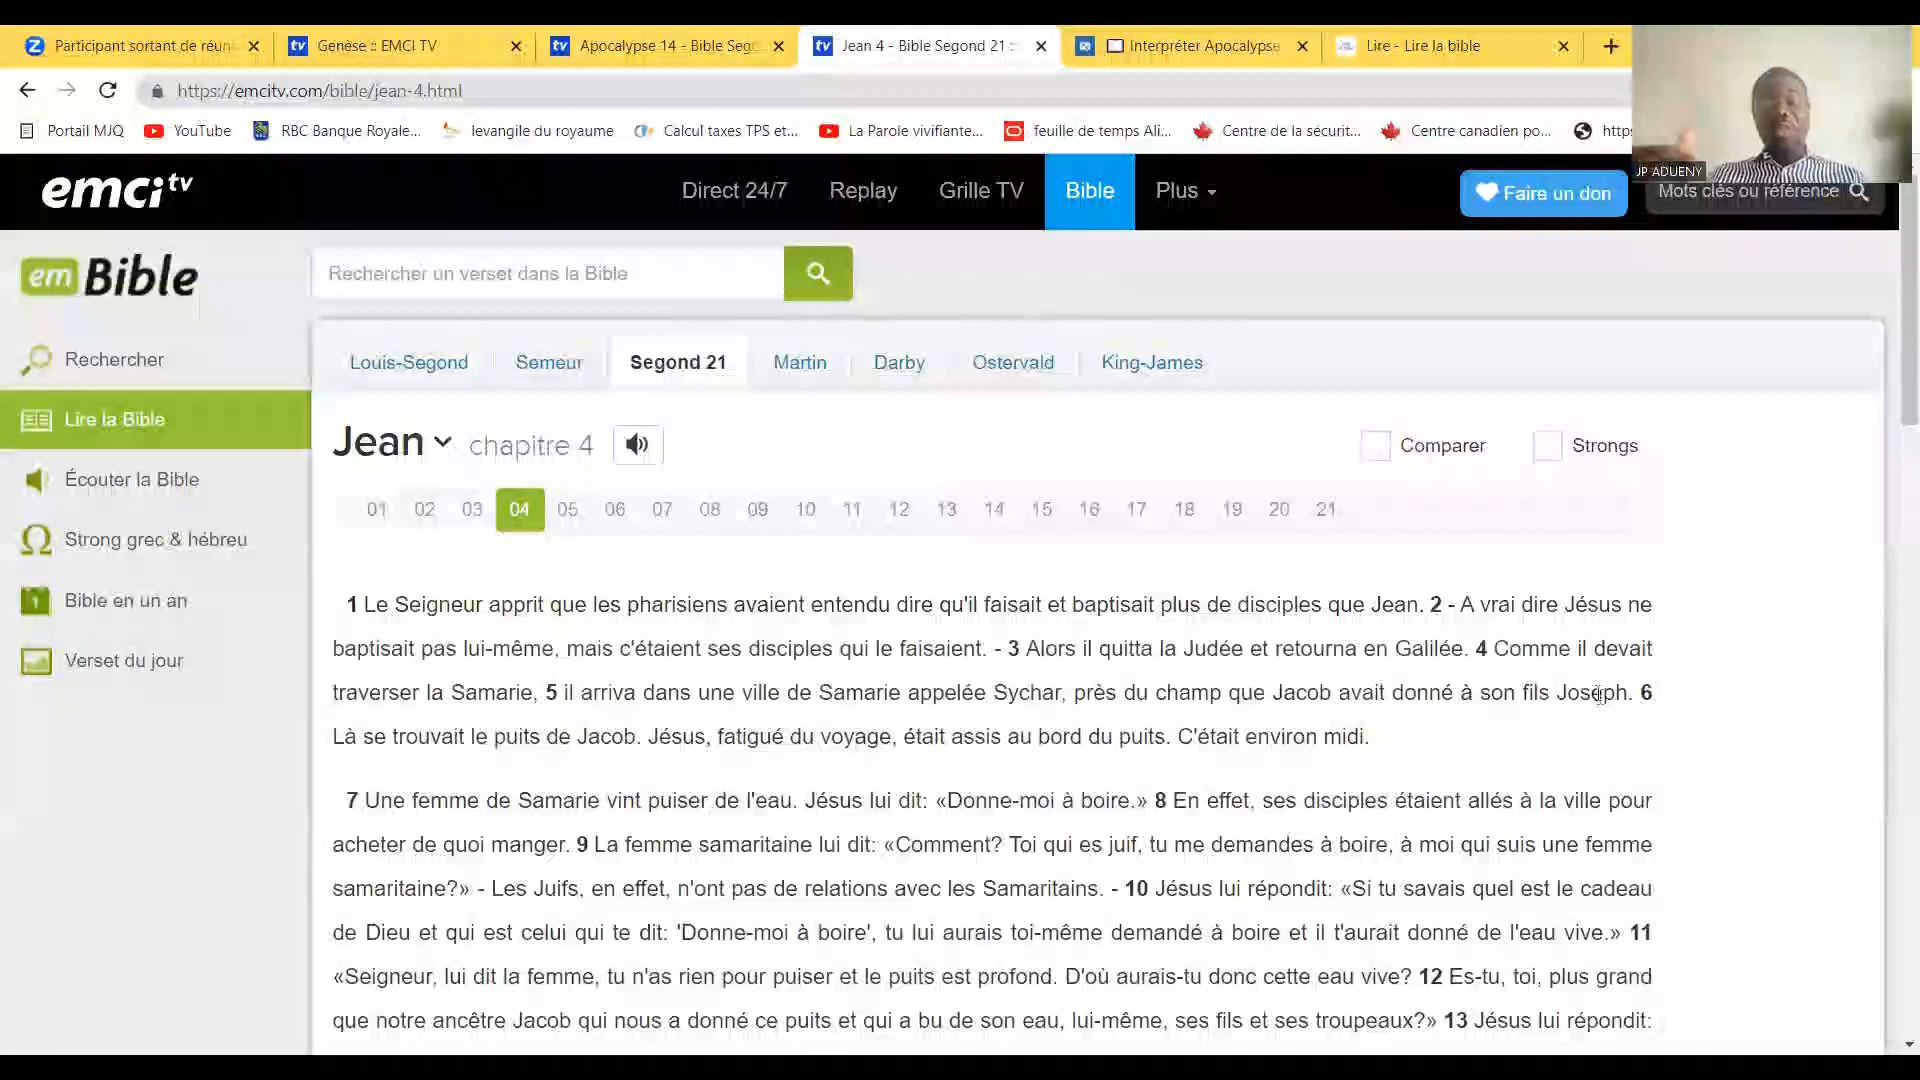 Participant sortant de réun
Genèse :: EMCI TV
Apocalypse 14 - Bible Sego
Jean 4 - Bible Segond 21 ::
Interpréter Apocalypse
Lire - Lire la bible
https://emcitv.com/bible/jean-4.html
Portail MJQ
YouTube
RBC Banque Royale...
levangile du royaume
Calcul taxes TPS et...
La Parole vivifiante...
feuille de temps Ali...
Centre de la sécurit...
Centre canadien po...
https
JP ADUENY
emci tv
Direct 24/7
Replay
Grille TV
Bible
Plus
Faire un don
Mots clés ou référence
em Bible
Rechercher un verset dans la Bible
Rechercher
Lire la Bible
Écouter la Bible
Strong grec & hébreu
Bible en un an
Verset du jour
Louis-Segond
Semeur
Segond 21
Martin
Darby
Ostervald
King-James
Jean chapitre 4
Comparer
Strongs
01 02 03 04 05 06 07 08 09 10 11 12 13 14 15 16 17 18 19 20 21
1 Le Seigneur apprit que les pharisiens avaient entendu dire qu'il faisait et baptisait plus de disciples que Jean. 2 - A vrai dire Jésus ne
baptisait pas lui-même, mais c'étaient ses disciples qui le faisaient. - 3 Alors il quitta la Judée et retourna en Galilée. 4 Comme il devait
traverser la Samarie, 5 il arriva dans une ville de Samarie appelée Sychar, près du champ que Jacob avait donné à son fils Joseph. 6
Là se trouvait le puits de Jacob. Jésus, fatigué du voyage, était assis au bord du puits. C'était environ midi.
7 Une femme de Samarie vint puiser de l'eau. Jésus lui dit: «Donne-moi à boire.» 8 En effet, ses disciples étaient allés à la ville pour
acheter de quoi manger. 9 La femme samaritaine lui dit: «Comment? Toi qui es juif, tu me demandes à boire, à moi qui suis une femme
samaritaine?» - Les Juifs, en effet, n'ont pas de relations avec les Samaritains. - 10 Jésus lui répondit: «Si tu savais quel est le cadeau
de Dieu et qui est celui qui te dit: 'Donne-moi à boire', tu lui aurais toi-même demandé à boire et il t'aurait donné de l'eau vive.» 11
«Seigneur, lui dit la femme, tu n'as rien pour puiser et le puits est profond. D'où aurais-tu donc cette eau vive? 12 Es-tu, toi, plus grand
que notre ancêtre Jacob qui nous a donné ce puits et qui a bu de son eau, lui-même, ses fils et ses troupeaux?» 13 Jésus lui répondit: